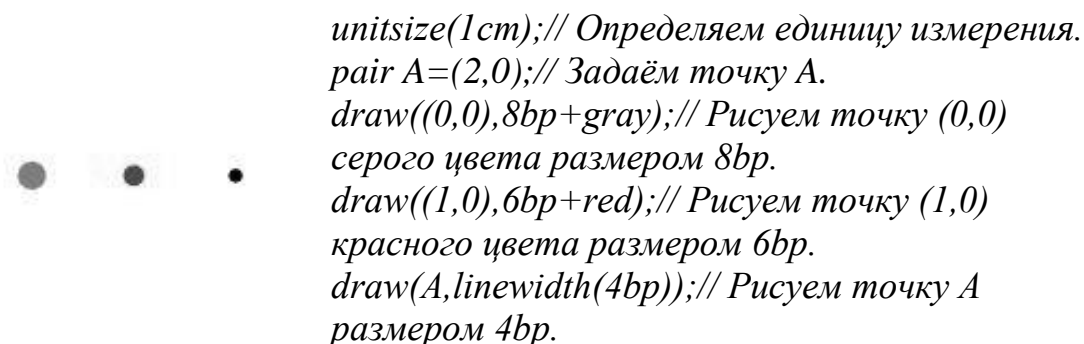 unitsize(1cm);// Определяем единицу измерения.
pair A=(2,0);// Задаём точку A.
draw((0,0),8bp+gray);// Рисуем точку (0,0)
серого цвета размером 8bp.
draw((1,0),6bp+red);// Рисуем точку (1,0)
красного цвета размером 6bp.
draw(A,linewidth(4bp));// Рисуем точку A
размером 4bp.